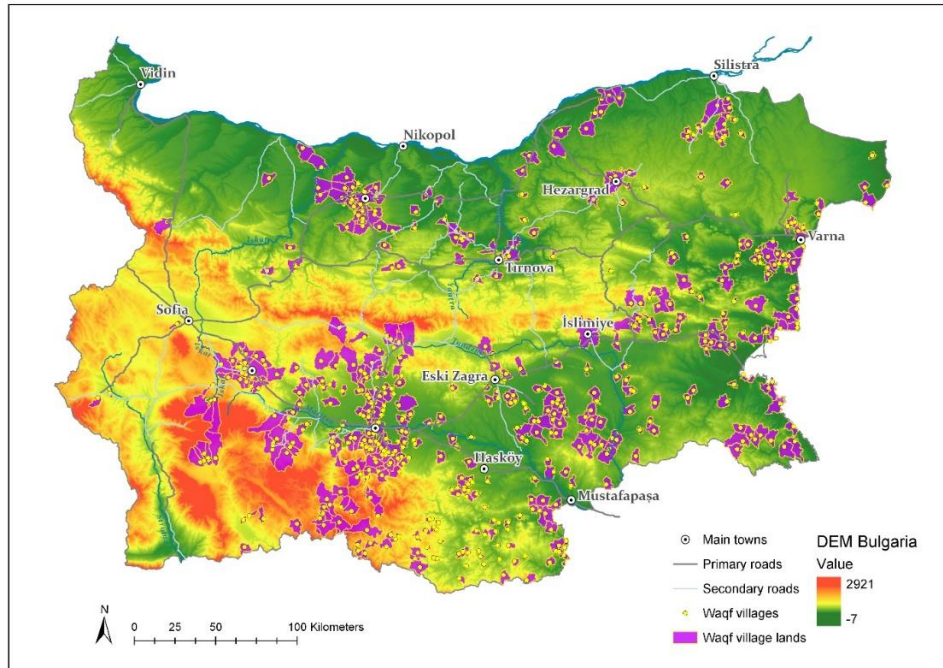 Vidin
Silistra
Nikopol
Hezargrad
Varna
Tırnova
Sofia
İslimiye
Eski Zagra
Hasköy
Mustafapaşa
Main towns
Primary roads
Secondary roads
Waqf villages
Waqf village lands
DEM Bulgaria
Value
2921
-7
N
0 25 50 100 Kilometers